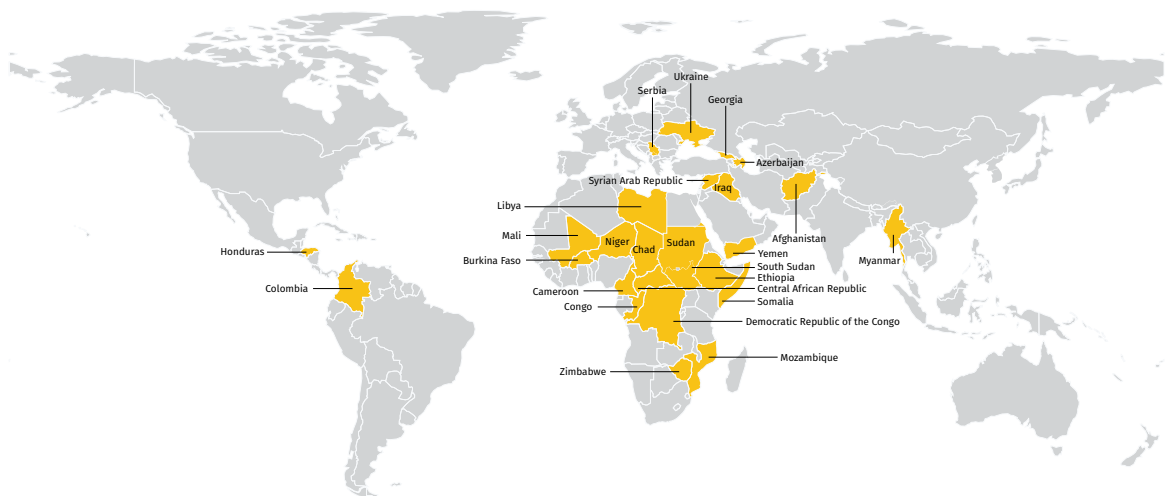 Ukraine
Serbia
Georgia
Azerbaijan
Syrian Arab Republic
Iraq
Libya
Mali
Niger
Chad
Sudan
Afghanistan
Honduras
Yemen
Burkina Faso
Myanmar
South Sudan
Ethiopia
Colombia
Cameroon
Central African Republic
Somalia
Congo
Democratic Republic of the Congo
Mozambique
Zimbabwe